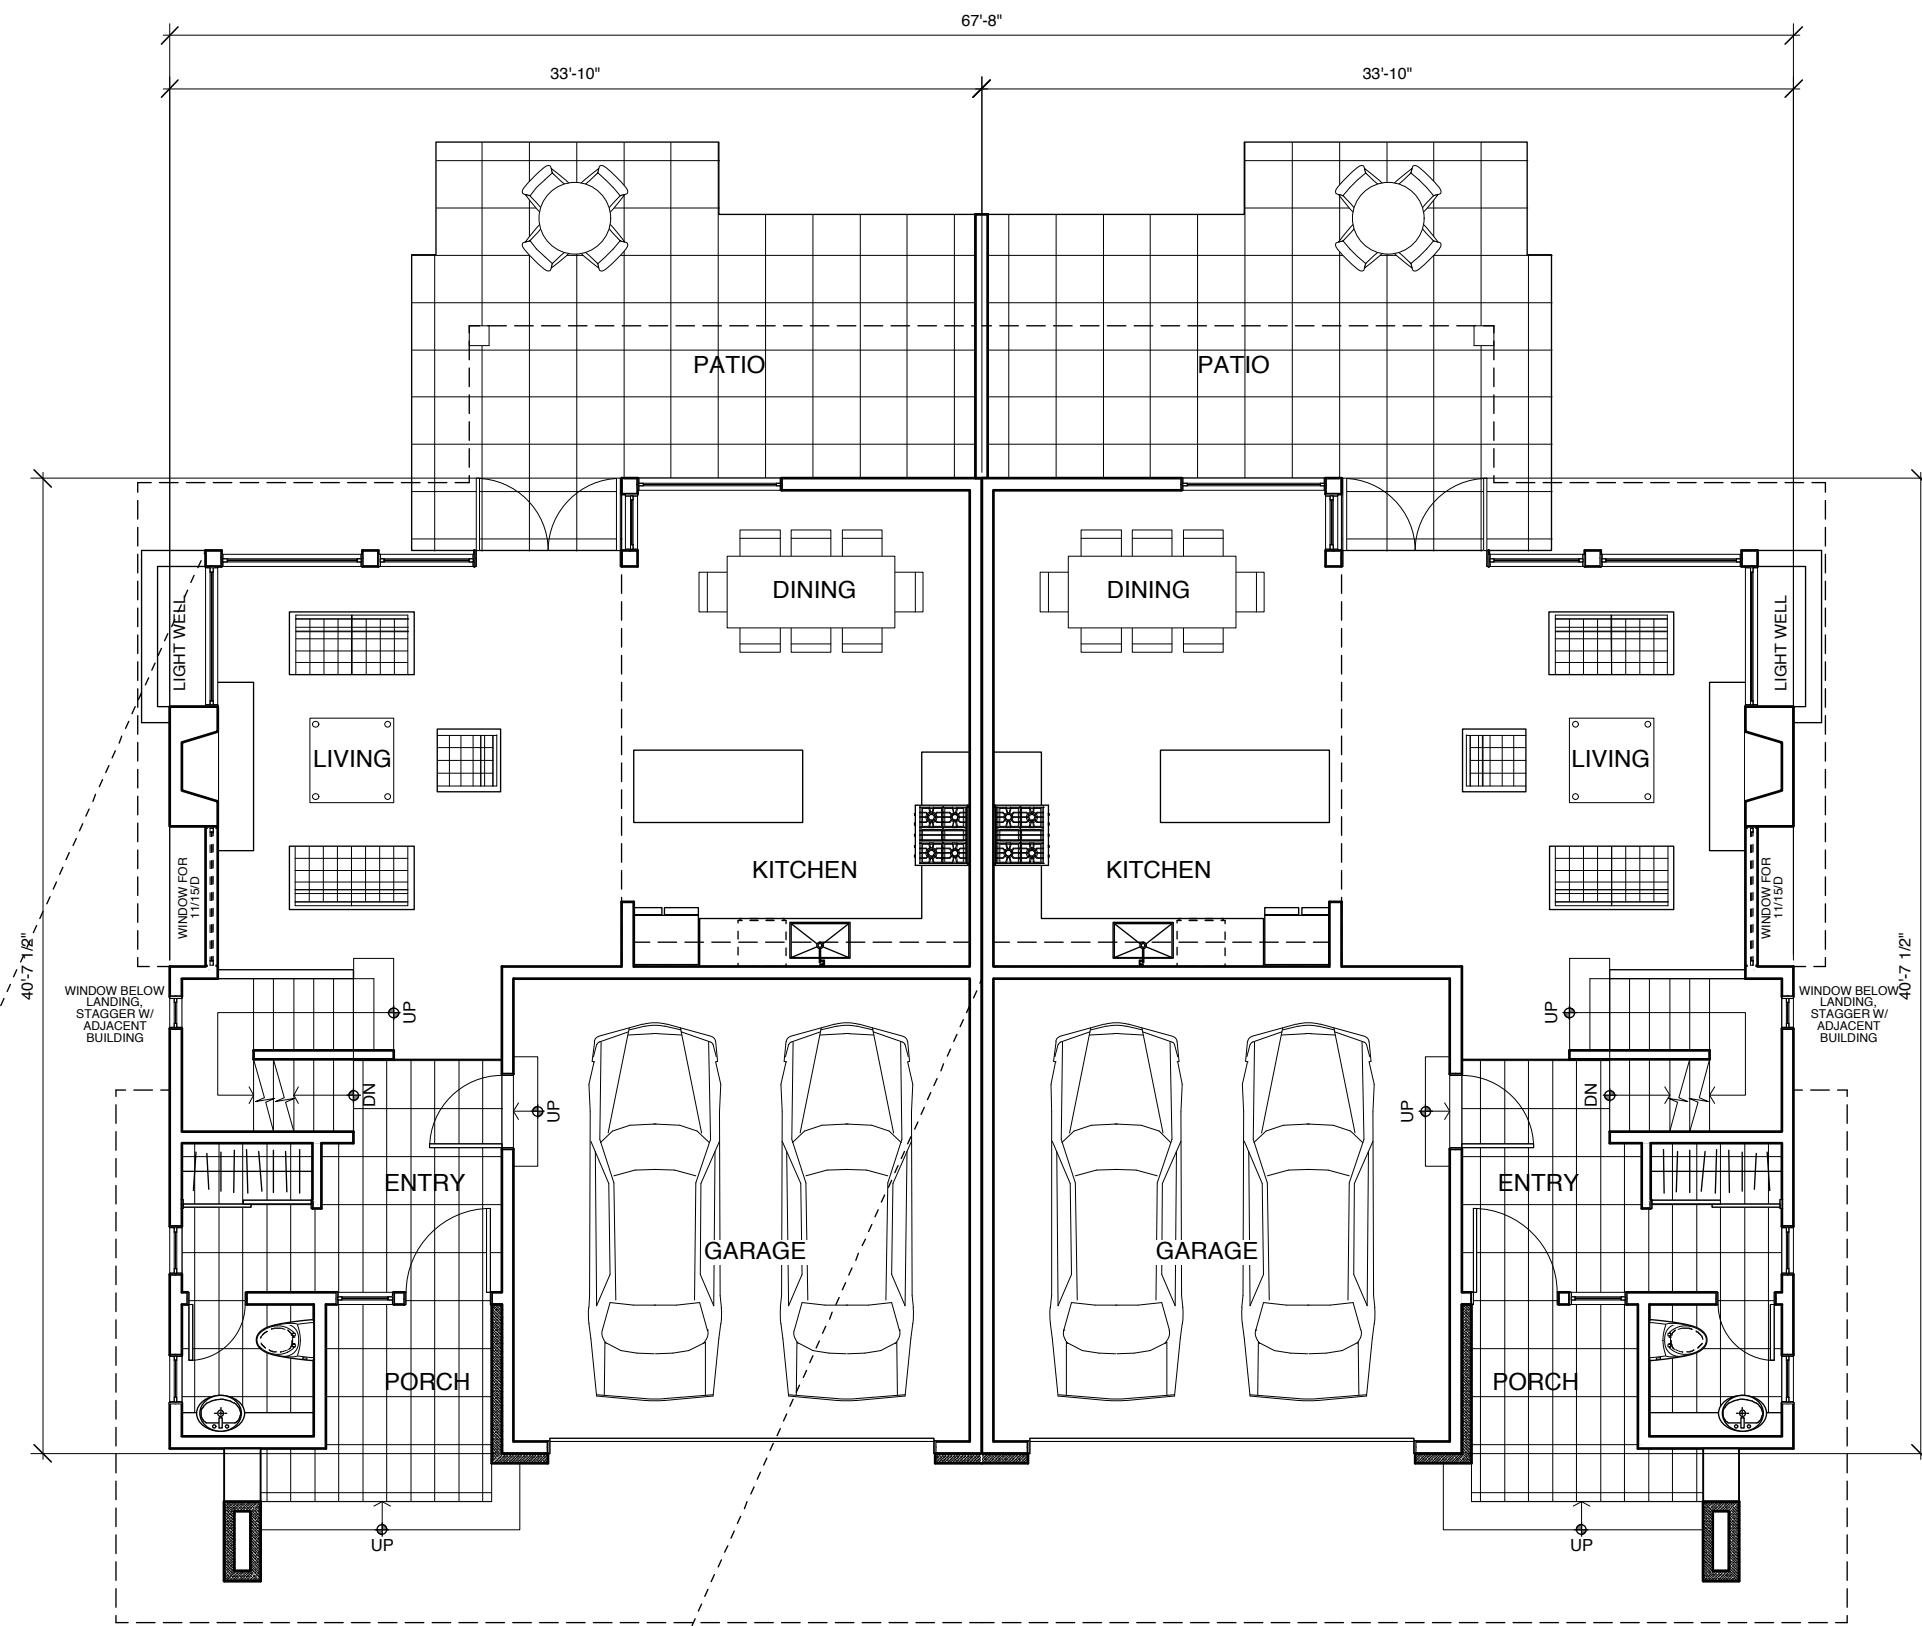 67'-8"
33'-10"
33'-10"
PATIO
PATIO
DINING
DINING
LIGHT WELL
LIGHT WELL
LIVING
LIVING
KITCHEN
KITCHEN
WINDOW FOR
11/15/D
WINDOW FOR
11/15/D
40'-7 1/2"
40'-7 1/2"
WINDOW BELOW
LANDING,
STAGGER W/
ADJACENT
BUILDING
WINDOW BELOW
LANDING,
STAGGER W/
ADJACENT
BUILDING
UP
UP
DN
DN
UP
UP
ENTRY
ENTRY
GARAGE
GARAGE
PORCH
PORCH
UP
UP